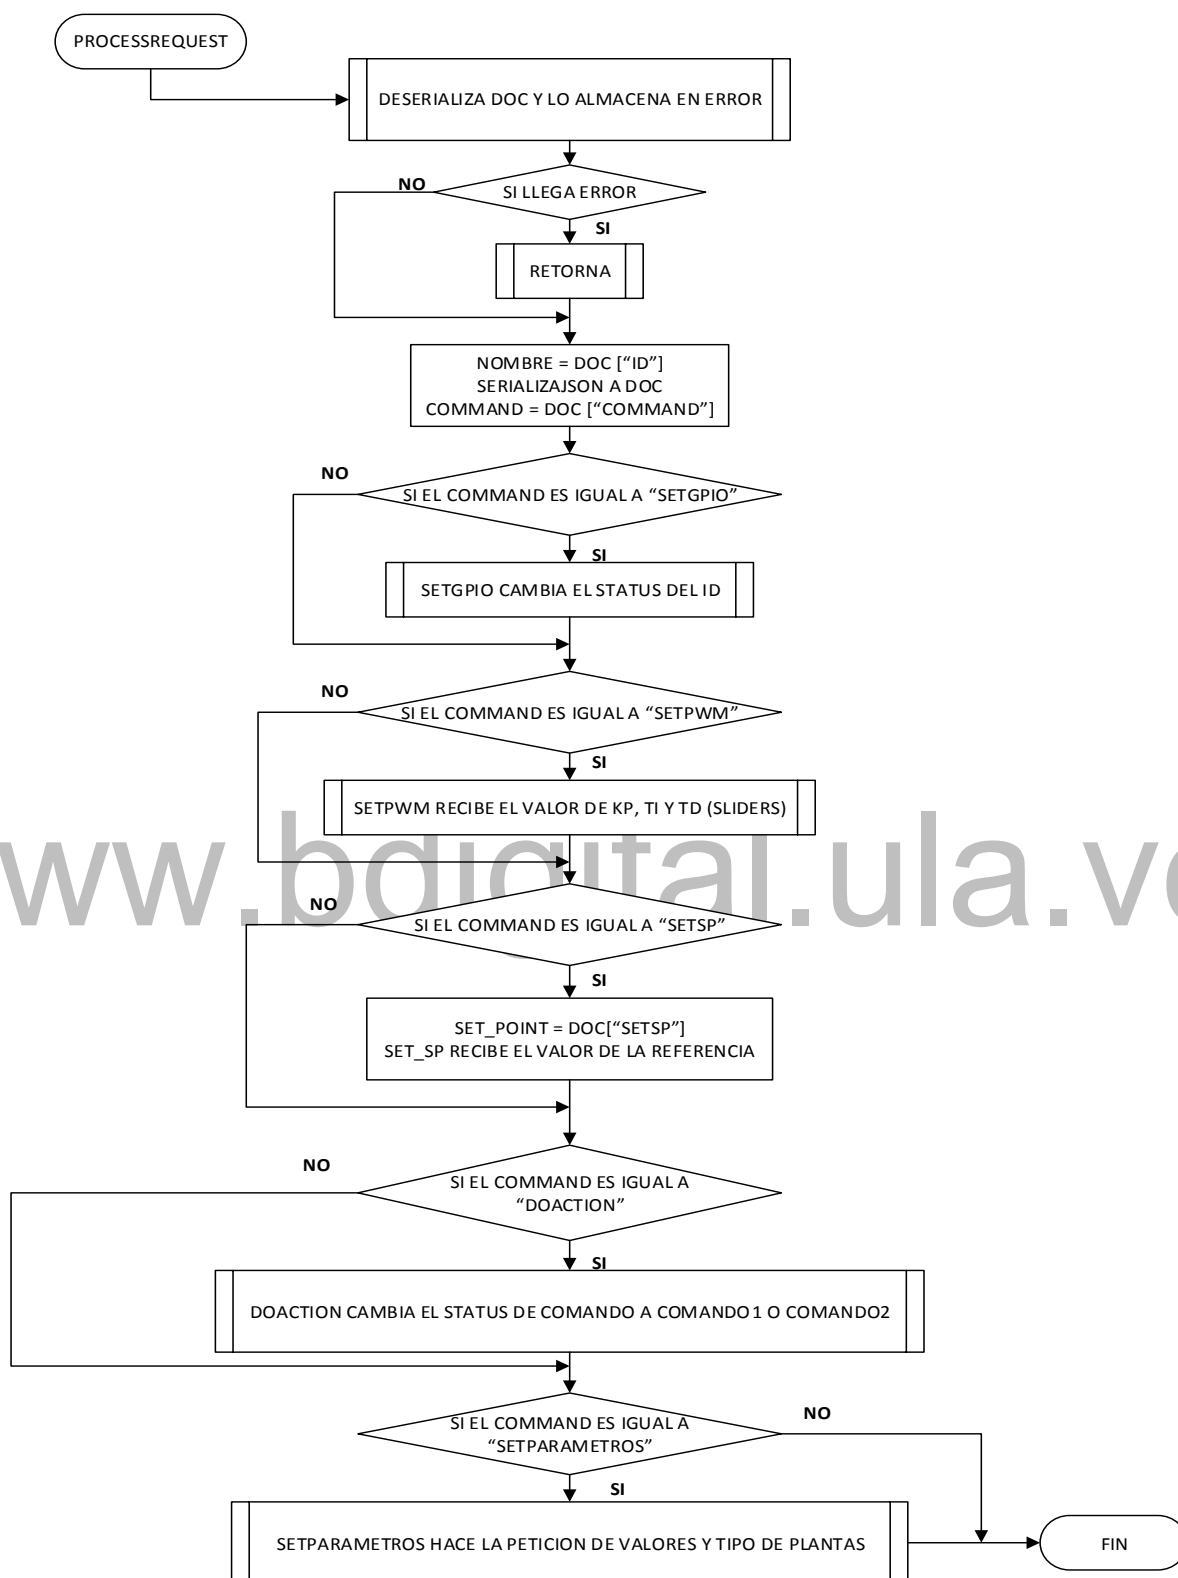 PROCESSREQUEST
DESERIALIZA DOC Y LO ALMACENA EN ERROR
NO
SI LLEGA ERROR
SI
RETORNA
NOMBRE = DOC [“ID”]
SERIALIZAJSON A DOC
COMMAND = DOC [“COMMAND”]
NO
SI EL COMMAND ES IGUAL A “SETGPIO”
SI
SETGPIO CAMBIA EL STATUS DEL ID
NO
SI EL COMMAND ES IGUAL A “SETPWM”
SI
SETPWM RECIBE EL VALOR DE KP, TI Y TD (SLIDERS)
ww.bdigital.ula.ve
NO
SI EL COMMAND ES IGUAL A “SETSP”
SI
SET_POINT = DOC[“SETSP”]
SET_SP RECIBE EL VALOR DE LA REFERENCIA
NO
SI EL COMMAND ES IGUAL A
“DOACTION”
SI
DOACTION CAMBIA EL STATUS DE COMANDO A COMANDO1 O COMANDO2
SI EL COMMAND ES IGUAL A
“SETPARAMETROS”
NO
SI
SETPARAMETROS HACE LA PETICION DE VALORES Y TIPO DE PLANTAS
FIN